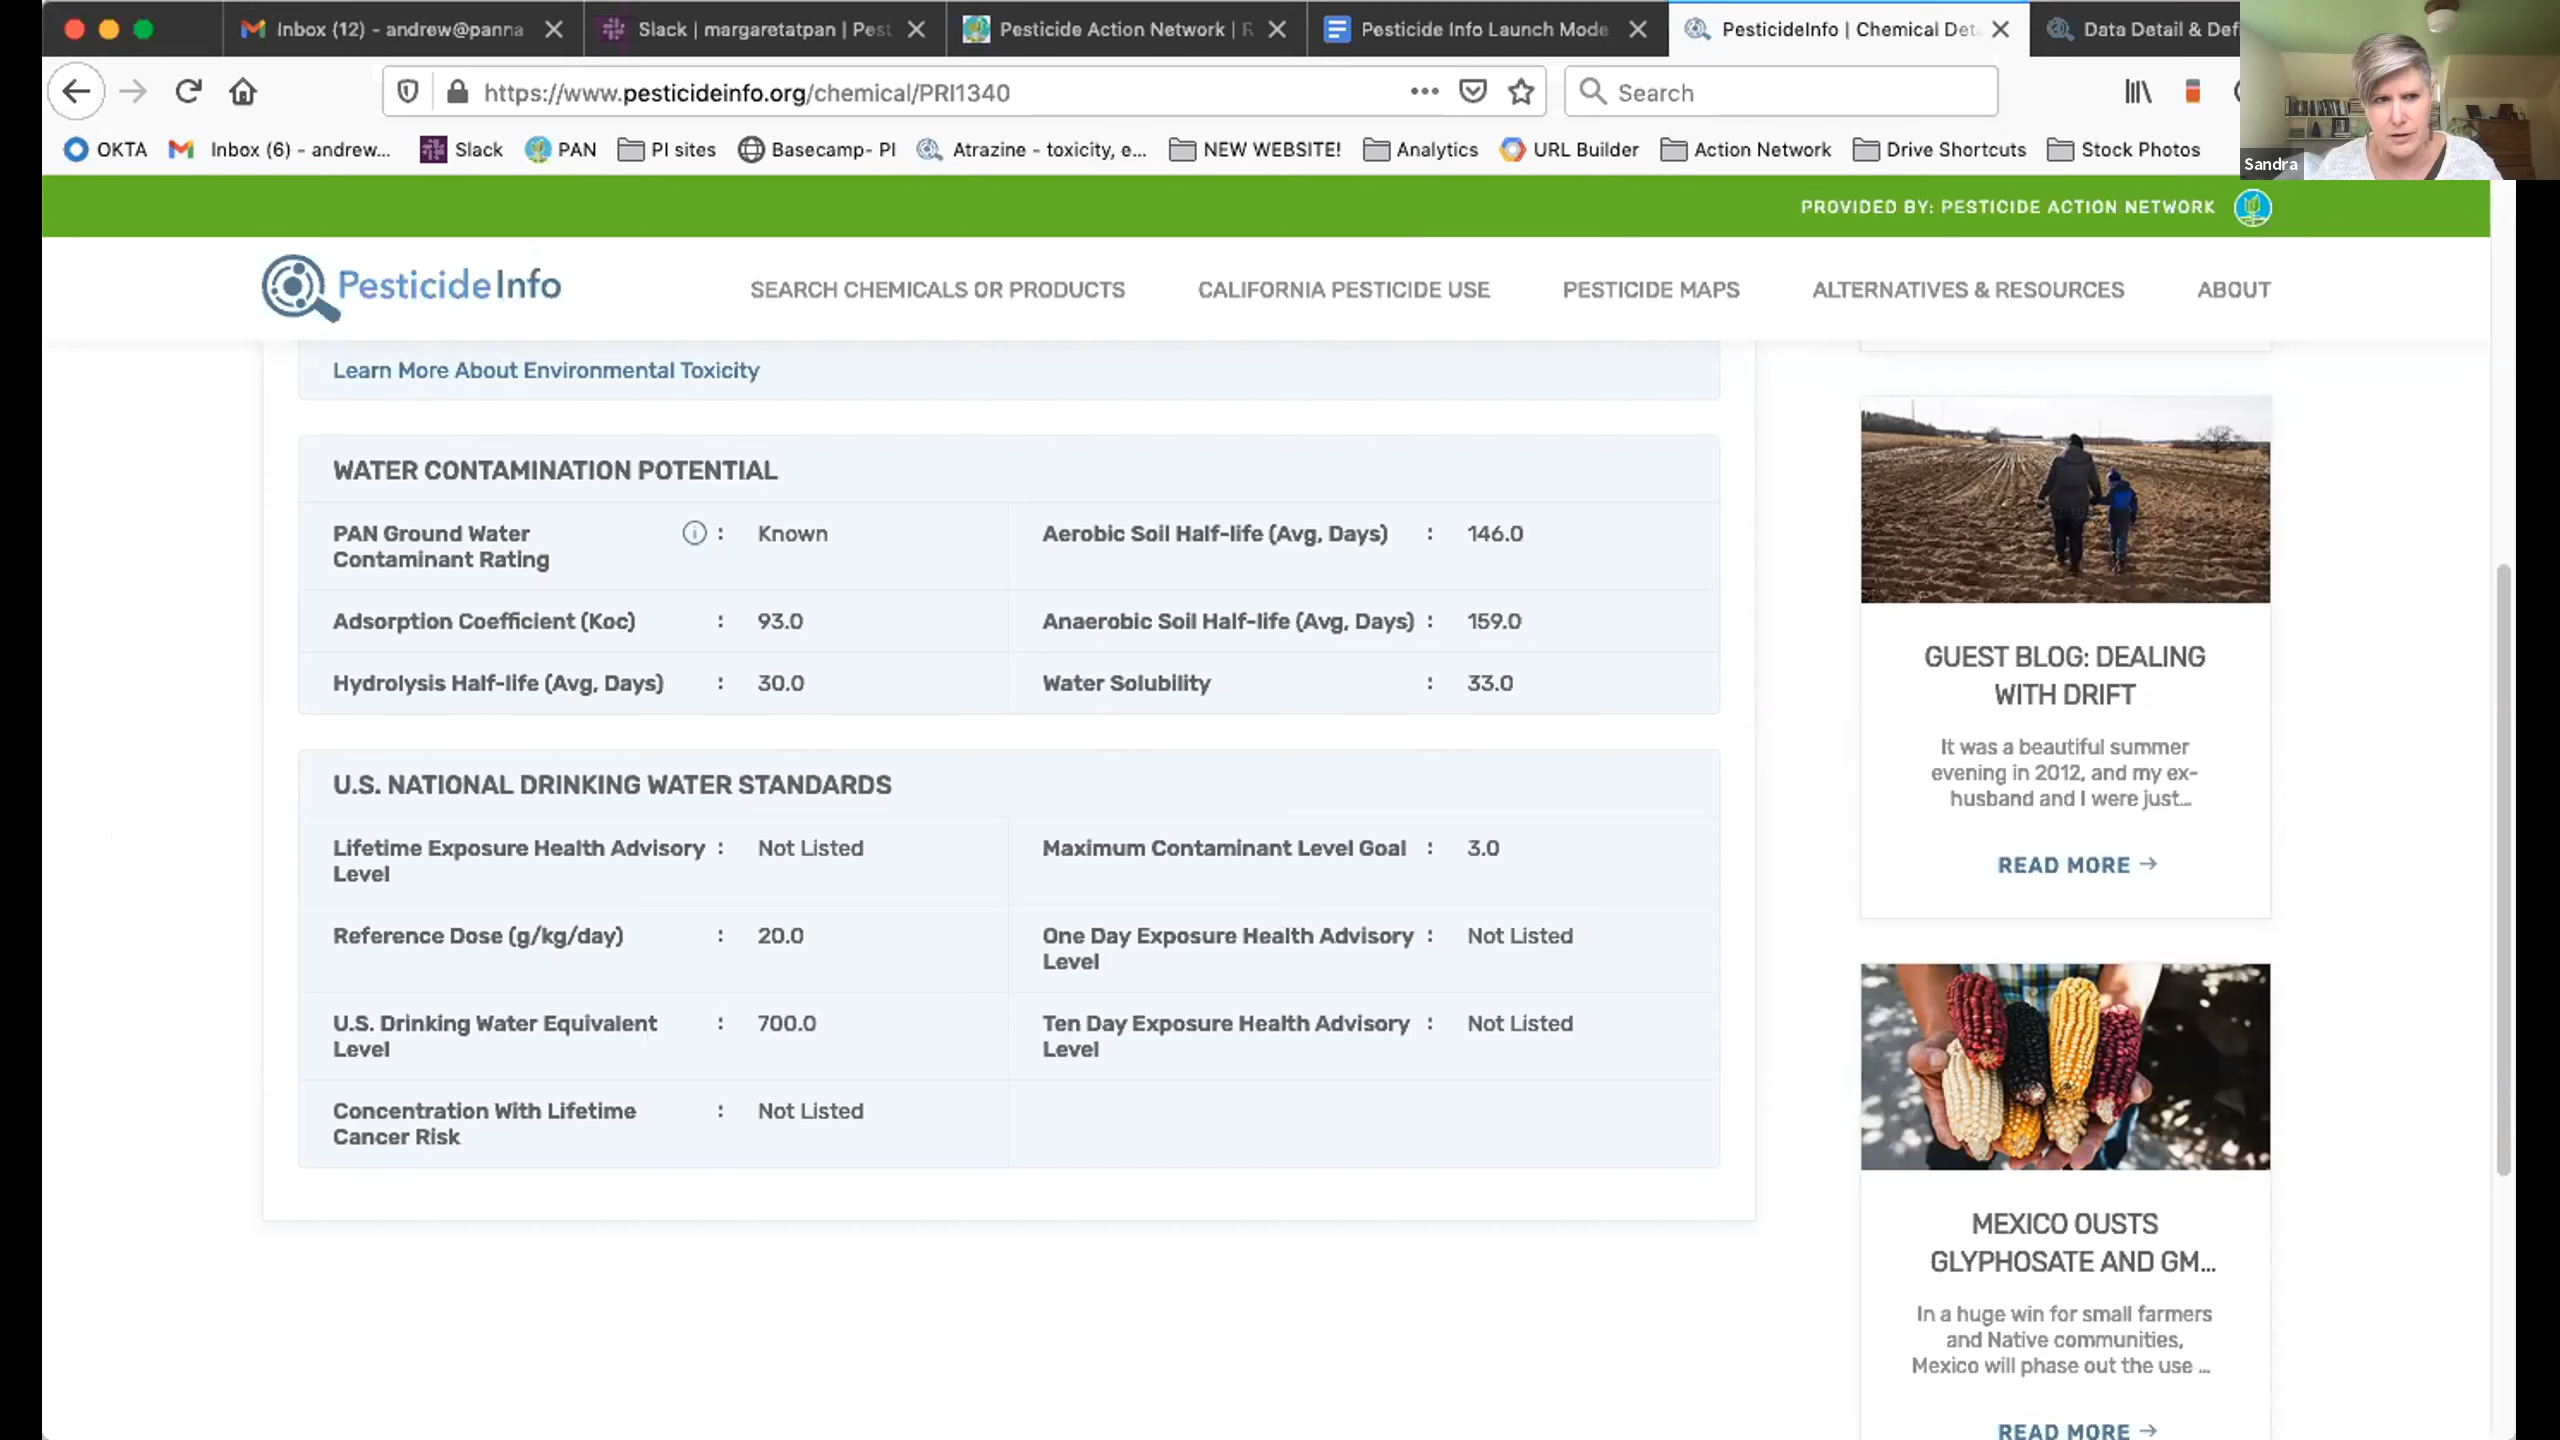 Inbox (12) - andrew@panna
Slack | margaretatpan | Pest
Pesticide Action Network | R
Pesticide Info Launch Mode
PesticideInfo | Chemical Det
Data Detail & Def
https://www.pesticideinfo.org/chemical/PRI1340
Search
OKTA
Inbox (6) - andrew...
Slack
PAN
PI sites
Basecamp- PI
Atrazine - toxicity, e...
NEW WEBSITE!
Analytics
URL Builder
Action Network
Drive Shortcuts
Stock Photos
Sandra
PROVIDED BY: PESTICIDE ACTION NETWORK
PesticideInfo
SEARCH CHEMICALS OR PRODUCTS
CALIFORNIA PESTICIDE USE
PESTICIDE MAPS
ALTERNATIVES & RESOURCES
ABOUT
Learn More About Environmental Toxicity
WATER CONTAMINATION POTENTIAL
PAN Ground Water
Contaminant Rating
: Known
Aerobic Soil Half-life (Avg, Days) : 146.0
Adsorption Coefficient (Koc) : 93.0
Anaerobic Soil Half-life (Avg, Days) : 159.0
Hydrolysis Half-life (Avg, Days) : 30.0
Water Solubility : 33.0
U.S. NATIONAL DRINKING WATER STANDARDS
Lifetime Exposure Health Advisory
Level
: Not Listed
Maximum Contaminant Level Goal : 3.0
Reference Dose (g/kg/day) : 20.0
One Day Exposure Health Advisory
Level
: Not Listed
U.S. Drinking Water Equivalent
Level
: 700.0
Ten Day Exposure Health Advisory
Level
: Not Listed
Concentration With Lifetime
Cancer Risk
: Not Listed
GUEST BLOG: DEALING
WITH DRIFT
It was a beautiful summer
evening in 2012, and my ex-
husband and I were just...
READ MORE →
MEXICO OUSTS
GLYPHOSATE AND GM...
In a huge win for small farmers
and Native communities,
Mexico will phase out the use ...
READ MORE →